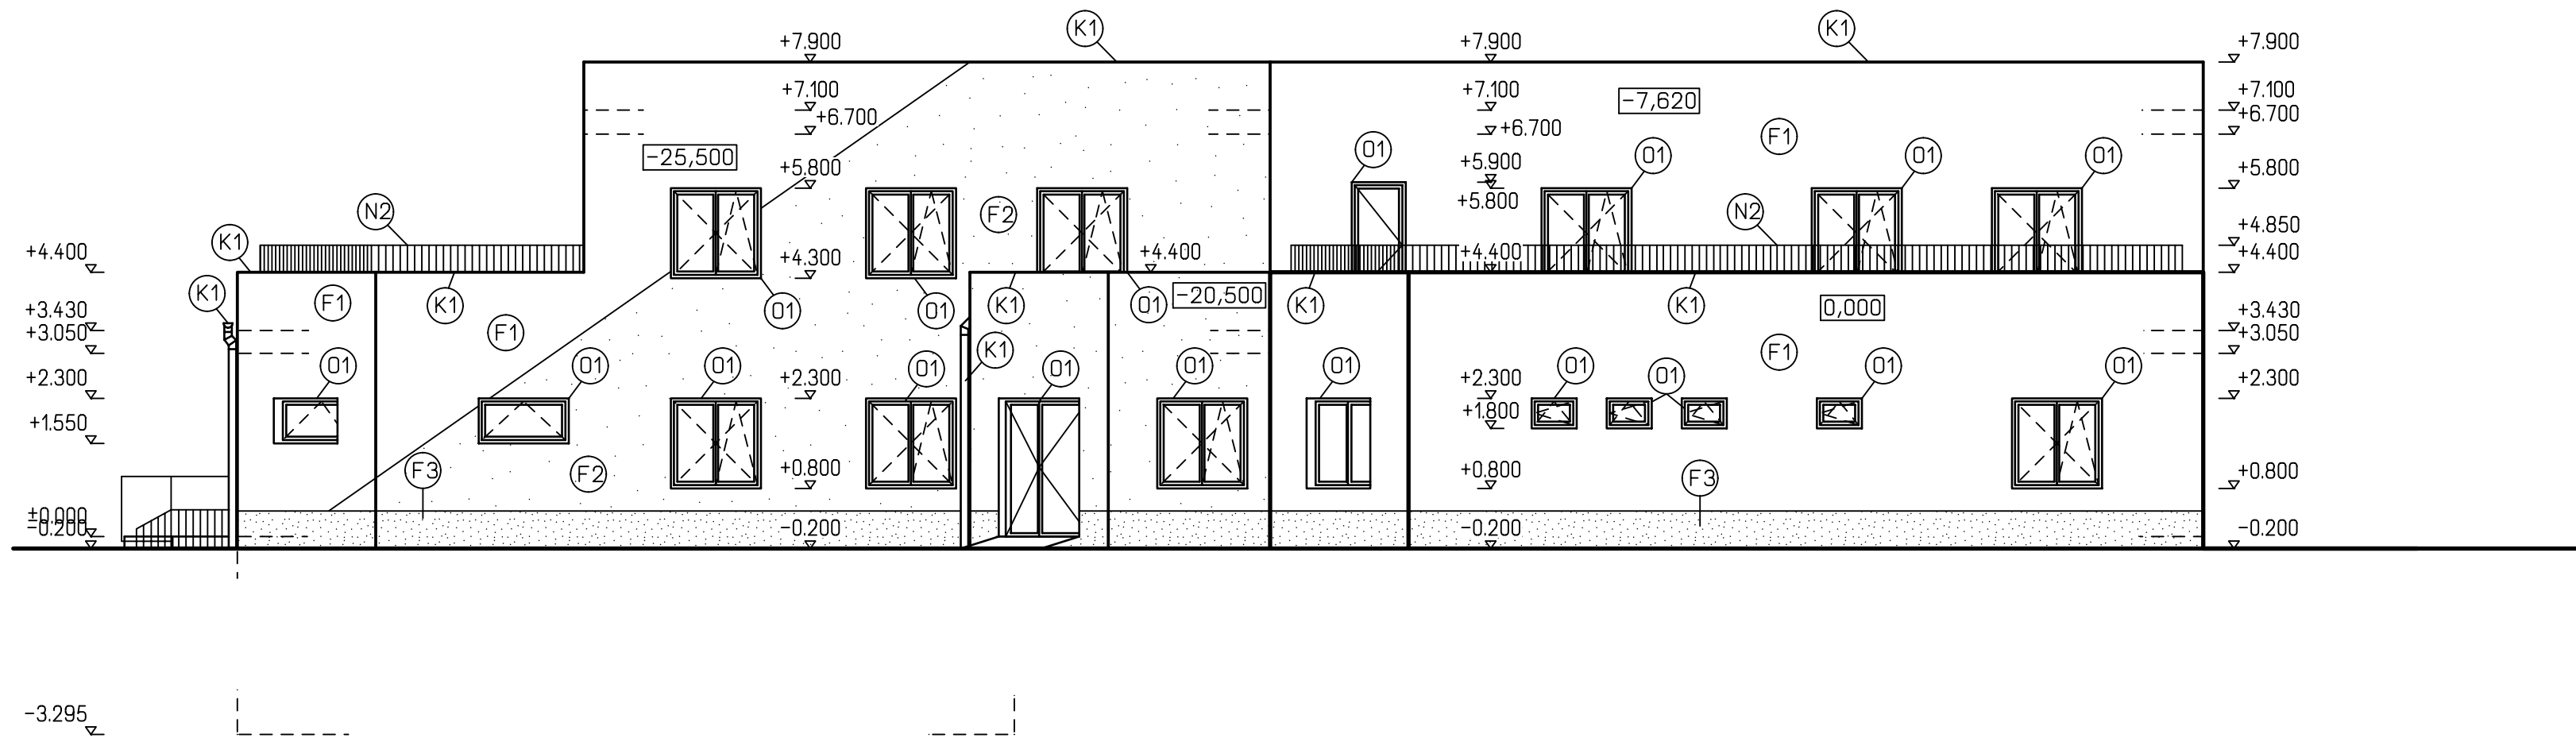 K1 K1
+7.900 +7.900 +7.900
+7.100 +7.100 +7.100
-7,620
+6.700 +6.700 +6.700
F1
-25,500 O1 O1 O1 O1
+5.800 +5.900 +5.800
+5.800
N2 F2 N2
+4.850
K1
+4.400 +4.300 +4.400 +4.400 +4.400
K1 F1 K1 O1 O1 K1 O1 -20,500 K1 K1 0,000
+3.430 +3.430
+3.050 F1 K1 F1 +3.050
O1 O1 O1 O1 O1 O1 O1 O1 O1 O1 O1
+2.300 +2.300 +2.300 +2.300
+1.550 +1.800
F3 F2 +0.800 +0.800 F3 +0.800
±0.000
-0.200 -0.200 -0.200 -0.200
-3.295